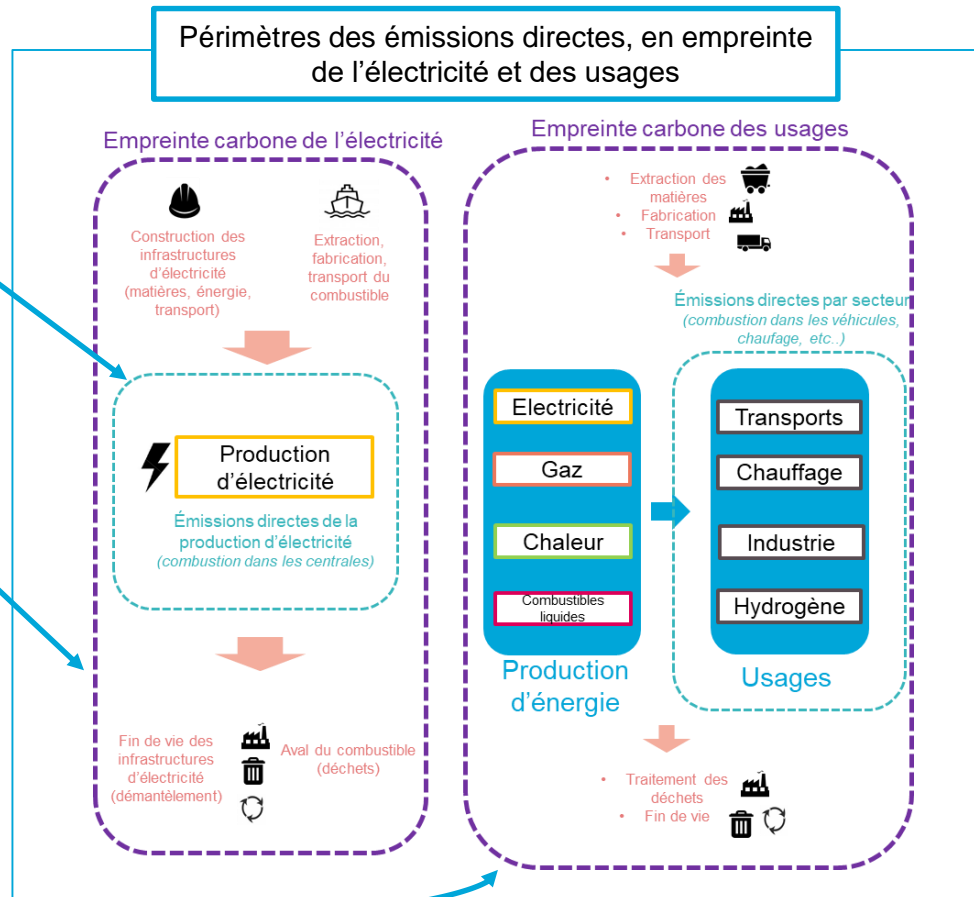 Périmètres des émissions directes, en empreinte
de l'électricité et des usages
Empreinte carbone de l'électricité
Construction des
infrastructures
d'électricité
(matières, énergie,
transport)
Extraction,
fabrication,
transport du
combustible
Production
d'électricité
Émissions directes de la
production d'électricité
(combustion dans les centrales)
Fin de vie des
infrastructures
d'électricité
(démantèlement)
Aval du combustible
(déchets)
Empreinte carbone des usages
• Extraction des
matières
• Fabrication
• Transport
Émissions directes par secteur
(combustion dans les véhicules,
chaufage, etc..)
Electricité
Gaz
Chaleur
Combustibles
liquides
Production
d'énergie
Transports
Chauffage
Industrie
Hydrogène
Usages
• Traitement des
déchets
• Fin de vie